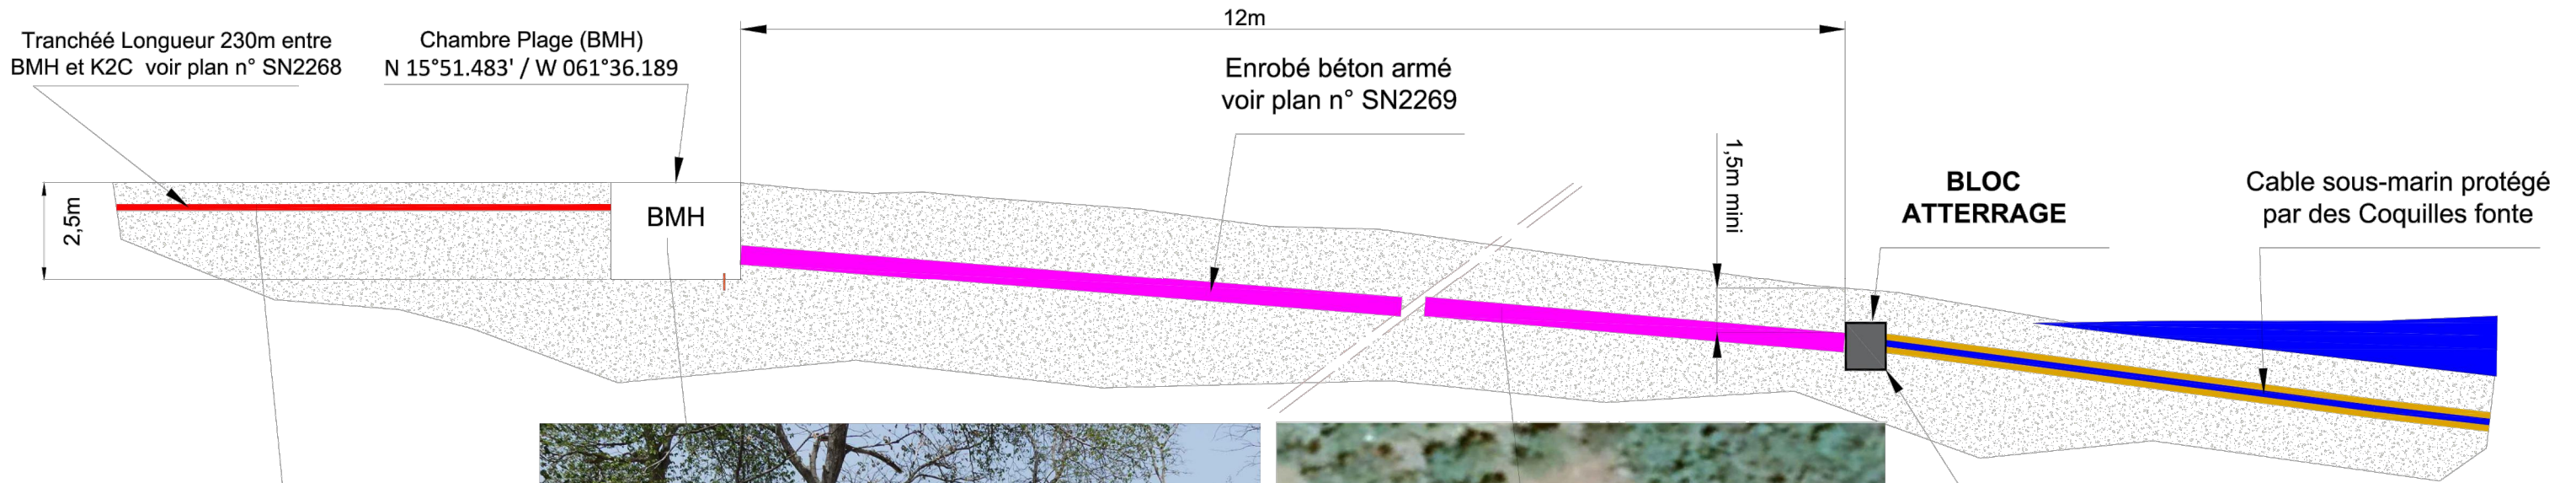 12m
Tranchéé Longueur 230m entre
BMH et K2C voir plan n° SN2268
Chambre Plage (BMH)
N 15°51.483' / W 061°36.189
Enrobé béton armé
voir plan n° SN2269
1,5m mini
BLOC
ATTERRAGE
Cable sous-marin protégé
par des Coquilles fonte
2,5m
BMH